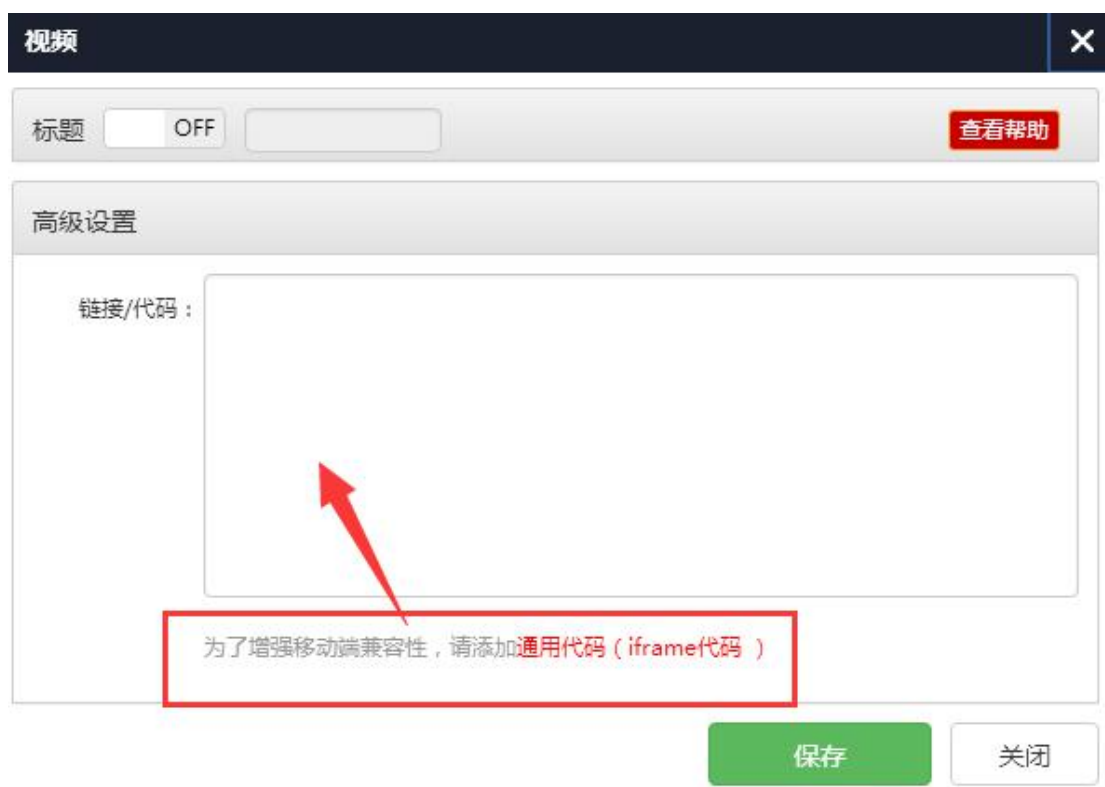 视频
标题 OFF 查看帮助
高级设置
链接/代码：
为了增强移动端兼容性，请添加通用代码（iframe代码 ）
保存 关闭